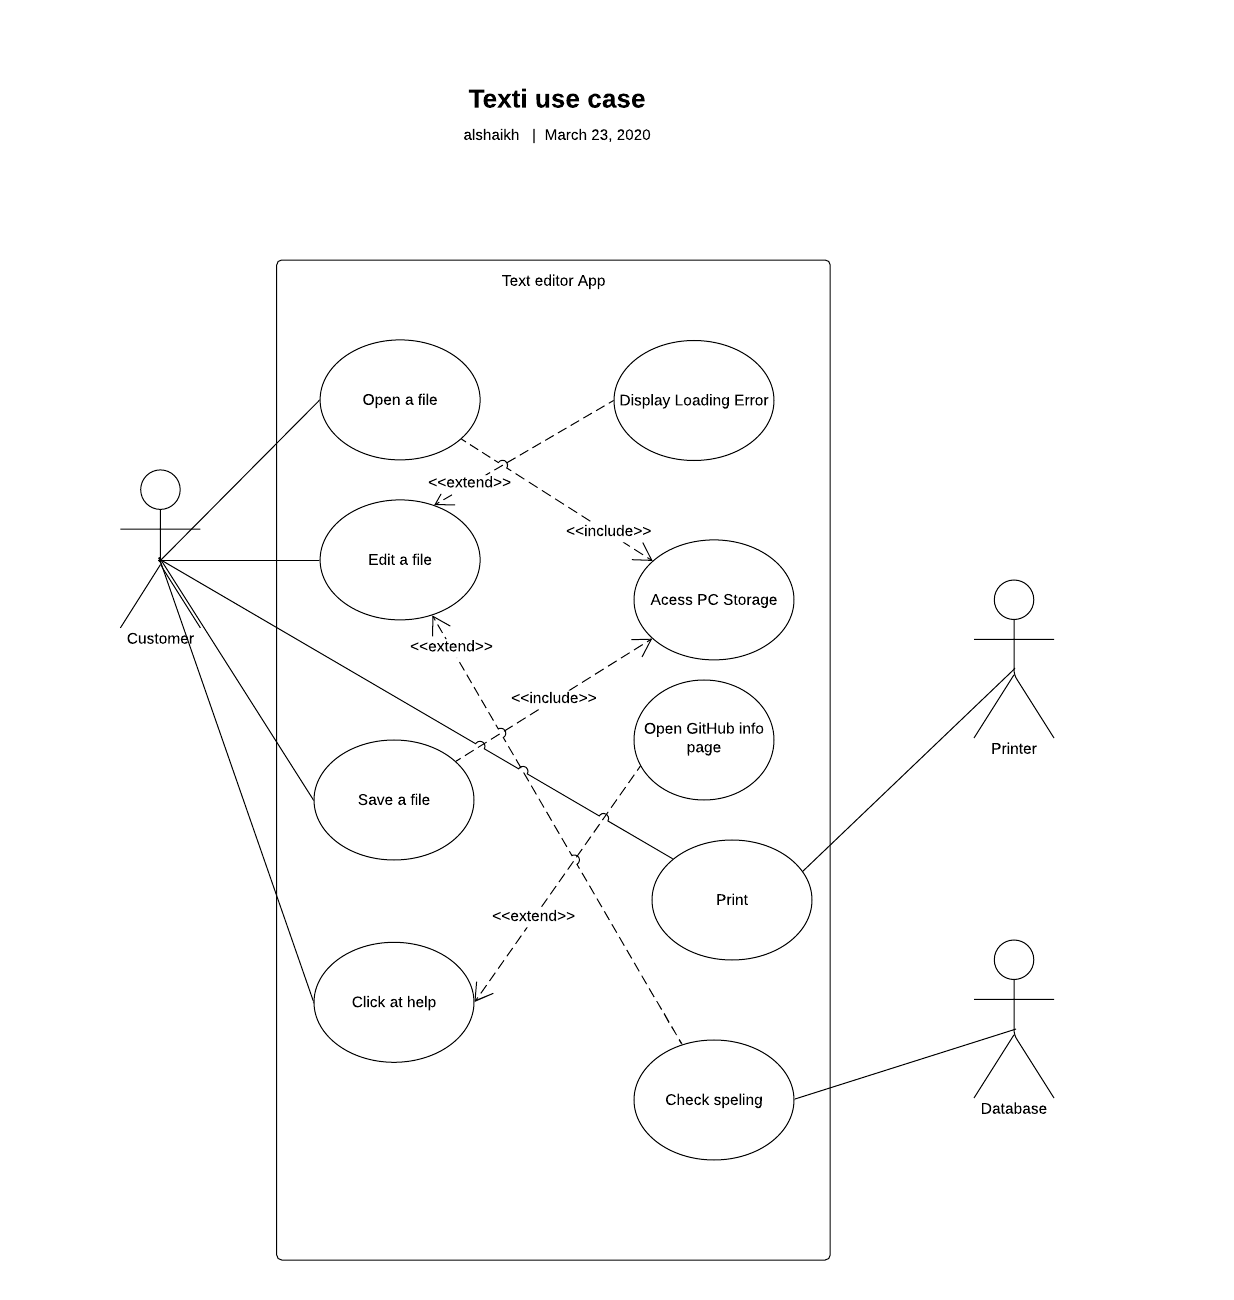 Texti use case
alshaikh | March 23, 2020
Text editor App
Open a file
Display Loading Error
<<extend>>
<<include>>
Edit a file
Acess PC Storage
Customer
<<extend>>
<<include>>
Open GitHub info
page
Printer
Save a file
Print
<<extend>>
Click at help
Check speling
Database